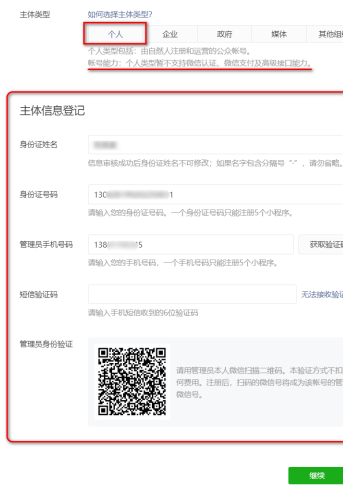 主体类型 如何选择主体类型?
个人 企业 政府 媒体 其他组
个人类型包括：由自然人注册和运营的公众帐号。
帐号能力：个人类型暂不支持微信认证、微信支付及高级接口能力。
主体信息登记
身份证姓名
信息审核成功后身份证姓名不可修改；如果名字包含分隔号“·”，请勿省略。
身份证号码 130 1
请输入您的身份证号码。一个身份证号码只能注册5个小程序。
管理员手机号码 138 5 获取验证
请输入您的手机号码，一个手机号码只能注册5个小程序。
短信验证码 无法接收验
请输入手机短信收到的6位验证码
管理员身份验证
请用管理员本人微信扫描二维码。本验证方式不扣
何费用。注册后，扫码的微信号将成为该帐号的管
微信号。
继续